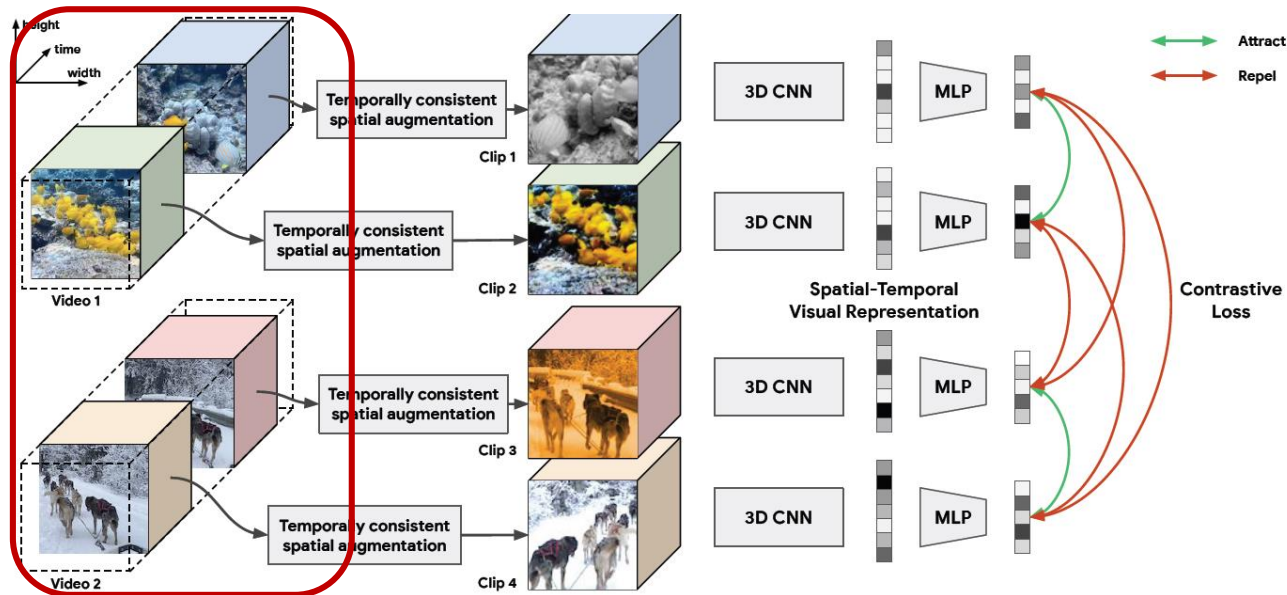 height
time
width
Temporally consistent
spatial augmentation
Clip 1
3D CNN
MLP
Attract
Repel
Temporally consistent
spatial augmentation
Clip 2
3D CNN
MLP
Video 1
Spatial-Temporal
Visual Representation
Contrastive
Loss
Temporally consistent
spatial augmentation
Clip 3
3D CNN
MLP
Temporally consistent
spatial augmentation
Clip 4
3D CNN
MLP
Video 2